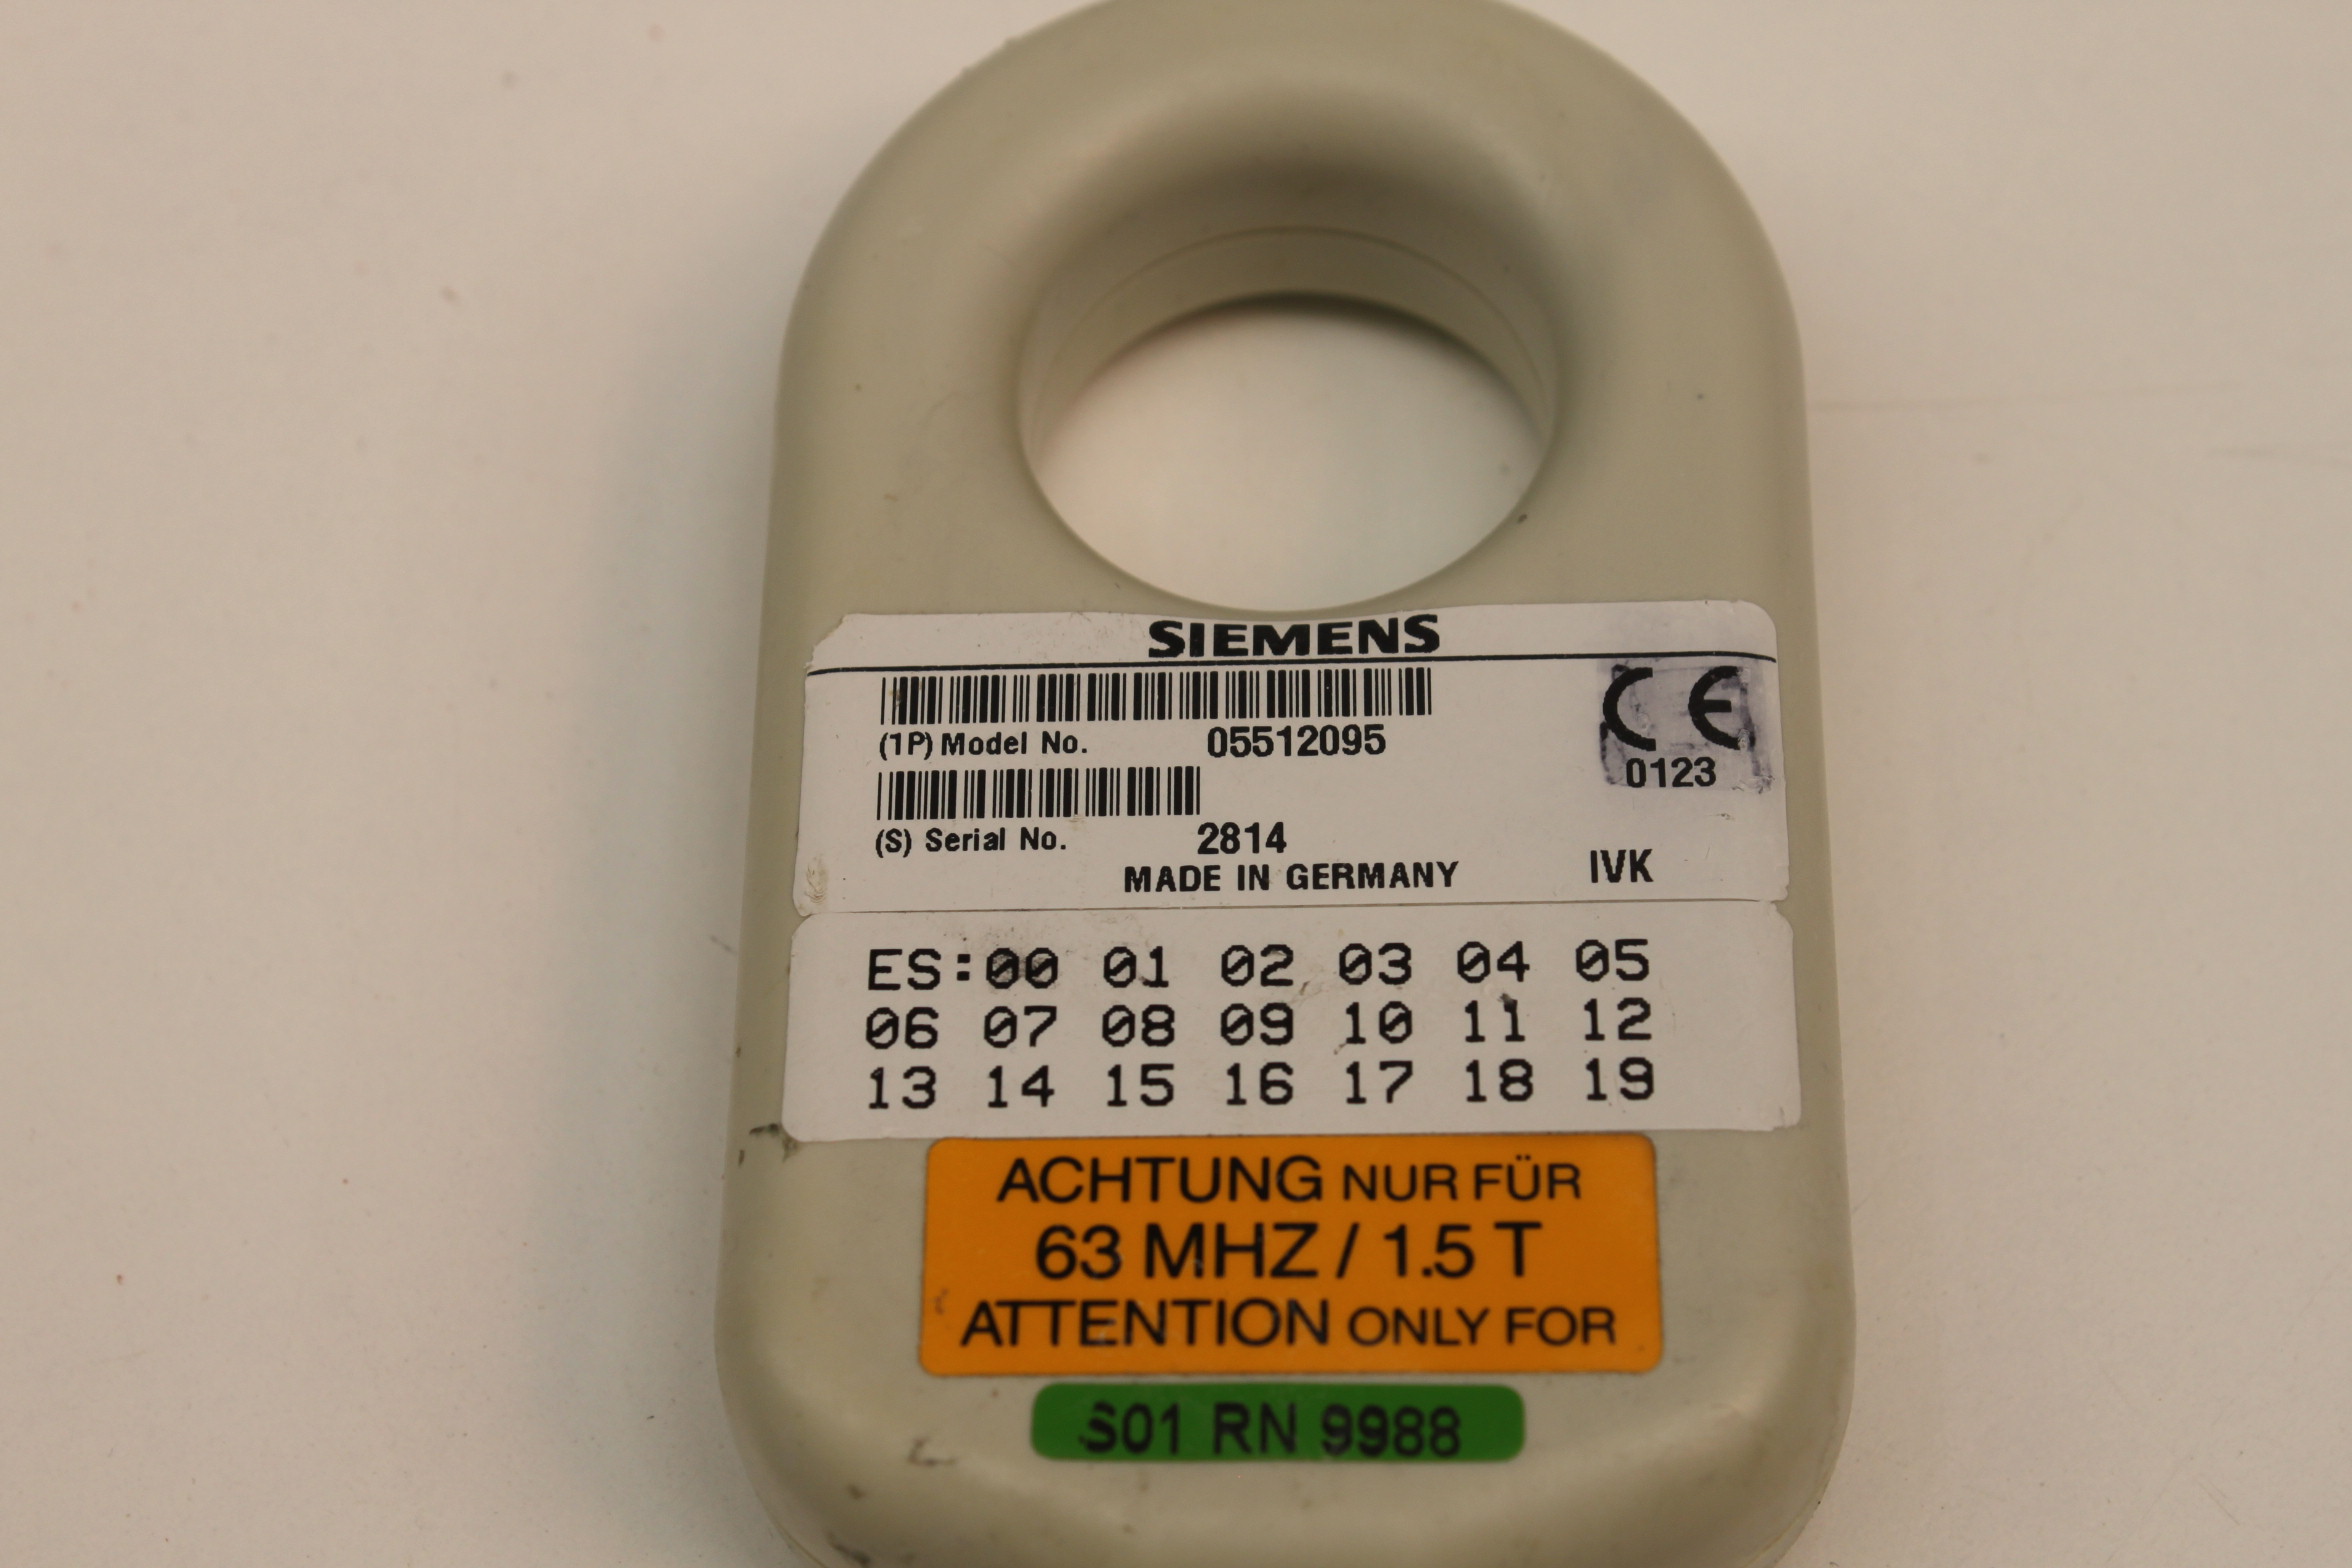 SIEMENS
CE
(1P) Model No. 05512095
0123
(S) Serial No. 2814
MADE IN GERMANY IVK
ES: 00 01 02 03 04 05
06 07 08 09 10 11 12
13 14 15 16 17 18 19
ACHTUNG NUR FÜR
63 MHZ / 1.5 T
ATTENTION ONLY FOR
S01 RN 9988